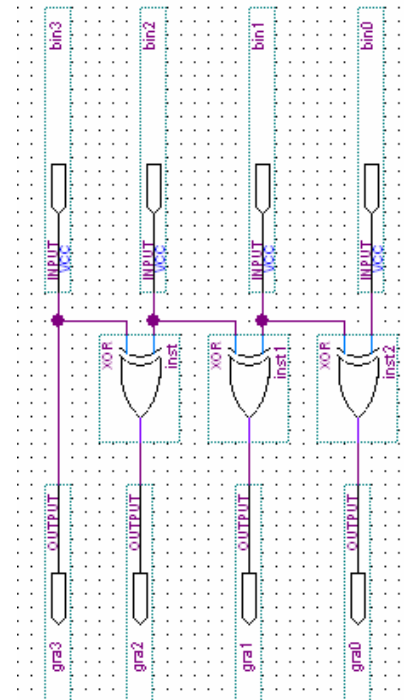 bin3
bin2
bin1
bin0
INPUT
VCC
INPUT
VCC
INPUT
VCC
INPUT
VCC
XOR
inst
XOR
inst1
XOR
inst2
OUTPUT
OUTPUT
OUTPUT
OUTPUT
gra3
gra2
gra1
gra0